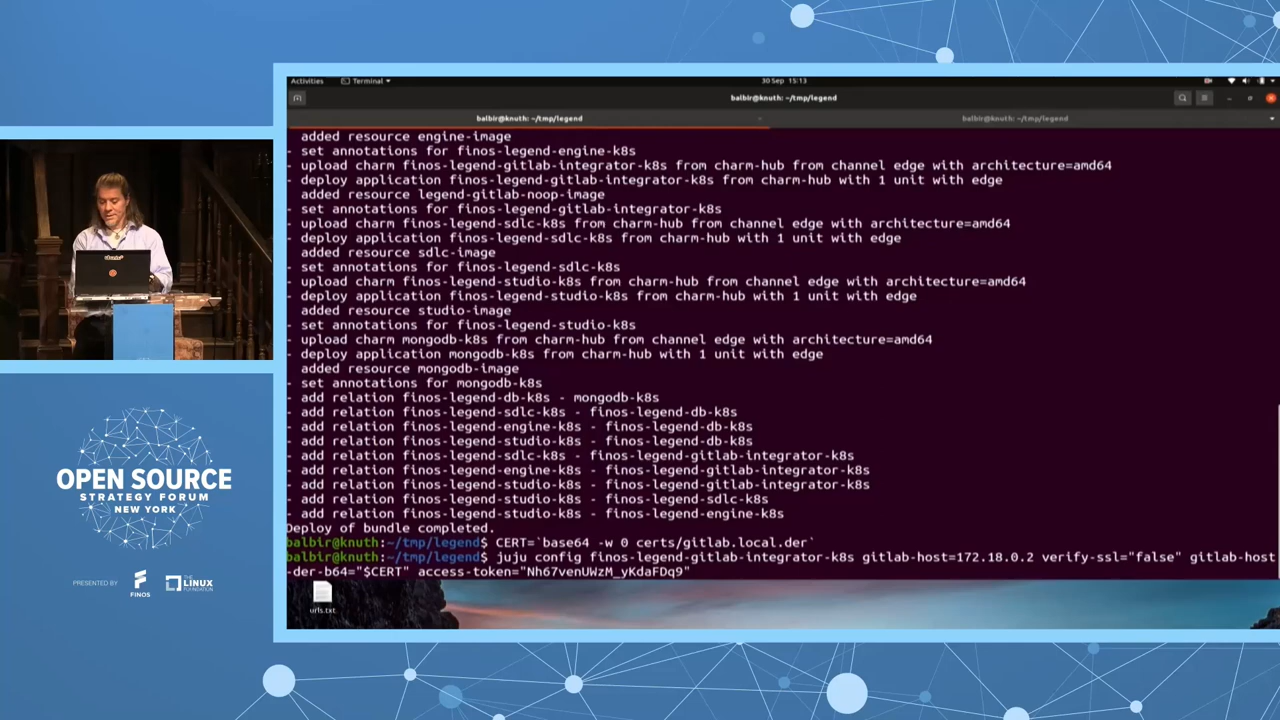 Activities
Terminal
30 Sep 15:13
balbir@knuth: ~/tmp/legend
balbir@knuth: ~/tmp/legend
balbir@knuth: ~/tmp/legend
added resource engine-image
- set annotations for finos-legend-engine-k8s
- upload charm finos-legend-gitlab-integrator-k8s from charm-hub from channel edge with architecture=amd64
- deploy application finos-legend-gitlab-integrator-k8s from charm-hub with 1 unit with edge
added resource legend-gitlab-noop-image
- set annotations for finos-legend-gitlab-integrator-k8s
- upload charm finos-legend-sdlc-k8s from charm-hub from channel edge with architecture=amd64
- deploy application finos-legend-sdlc-k8s from charm-hub with 1 unit with edge
added resource sdlc-image
- set annotations for finos-legend-sdlc-k8s
- upload charm finos-legend-studio-k8s from charm-hub from channel edge with architecture=amd64
- deploy application finos-legend-studio-k8s from charm-hub with 1 unit with edge
added resource studio-image
- set annotations for finos-legend-studio-k8s
- upload charm mongodb-k8s from charm-hub from channel edge with architecture=amd64
- deploy application mongodb-k8s from charm-hub with 1 unit with edge
added resource mongodb-image
- set annotations for mongodb-k8s
- add relation finos-legend-db-k8s - mongodb-k8s
- add relation finos-legend-sdlc-k8s - finos-legend-db-k8s
- add relation finos-legend-engine-k8s - finos-legend-db-k8s
- add relation finos-legend-studio-k8s - finos-legend-db-k8s
- add relation finos-legend-sdlc-k8s - finos-legend-gitlab-integrator-k8s
- add relation finos-legend-engine-k8s - finos-legend-gitlab-integrator-k8s
- add relation finos-legend-studio-k8s - finos-legend-gitlab-integrator-k8s
- add relation finos-legend-studio-k8s - finos-legend-sdlc-k8s
- add relation finos-legend-studio-k8s - finos-legend-engine-k8s
Deploy of bundle completed.
balbir@knuth:~/tmp/legend$ CERT=`base64 -w 0 certs/gitlab.local.der`
balbir@knuth:~/tmp/legend$ juju config finos-legend-gitlab-integrator-k8s gitlab-host=172.18.0.2 verify-ssl="false" gitlab-host
-der-b64="$CERT" access-token="Nh67venUWzM_yKdaFDq9"
urls.txt
OPEN SOURCE
STRATEGY FORUM
NEW YORK
PRESENTED BY
FINOS
THE
LINUX
FOUNDATION